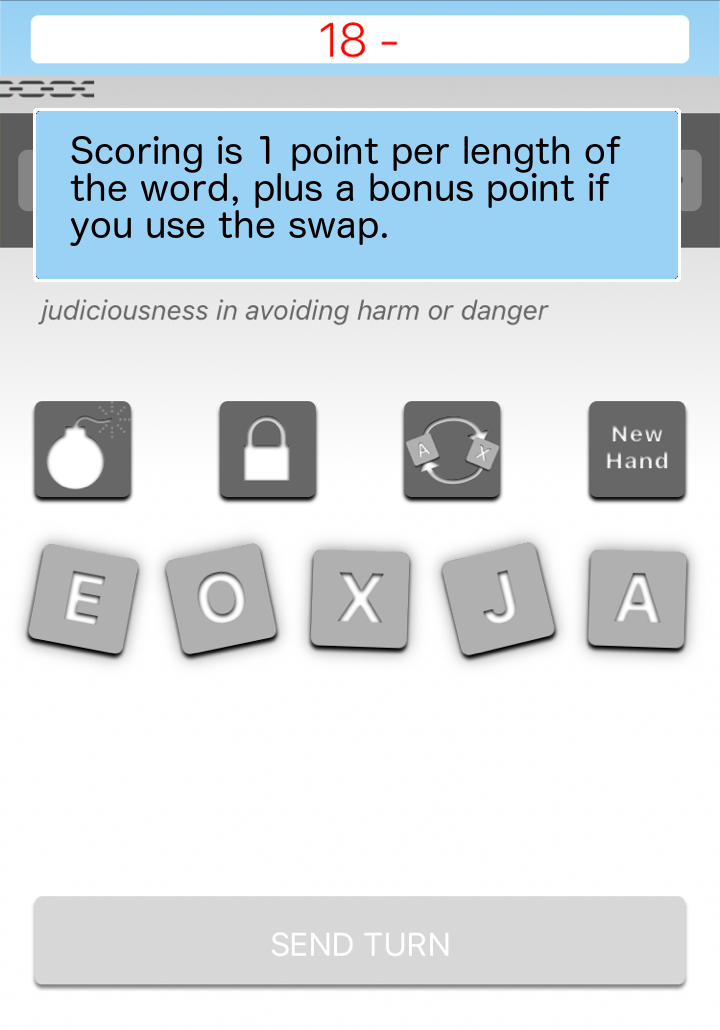 18 -
Scoring is 1 point per length of
the word, plus a bonus point if
you use the swap.
judiciousness in avoiding harm or danger
A X
New
Hand
E O X J A
SEND TURN